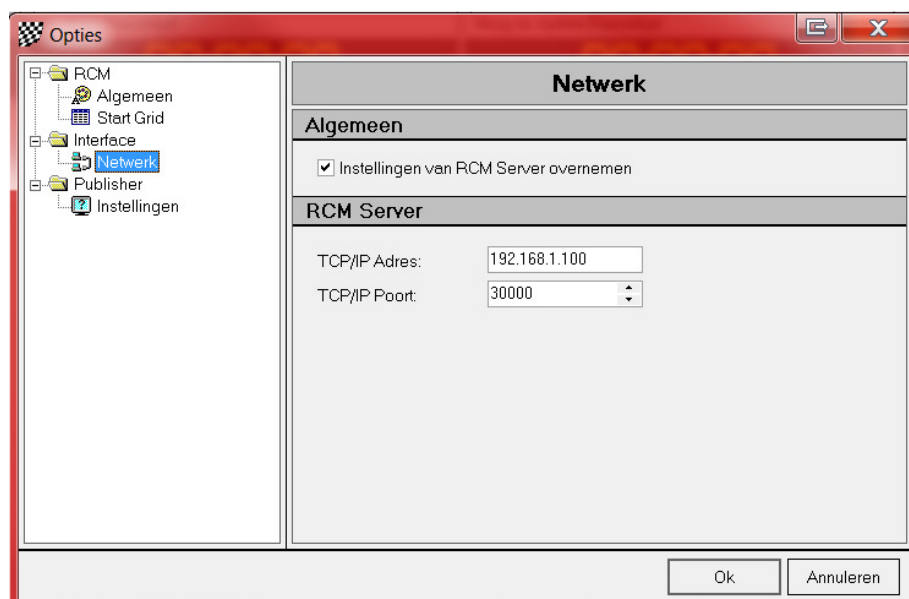 Opties
RCM
Algemeen
Start Grid
Interface
Netwerk
Publisher
Instellingen
Netwerk
Algemeen
Instellingen van RCM Server overnemen
RCM Server
TCP/IP Adres: 192.168.1.100
TCP/IP Poort: 30000
Ok Annuleren